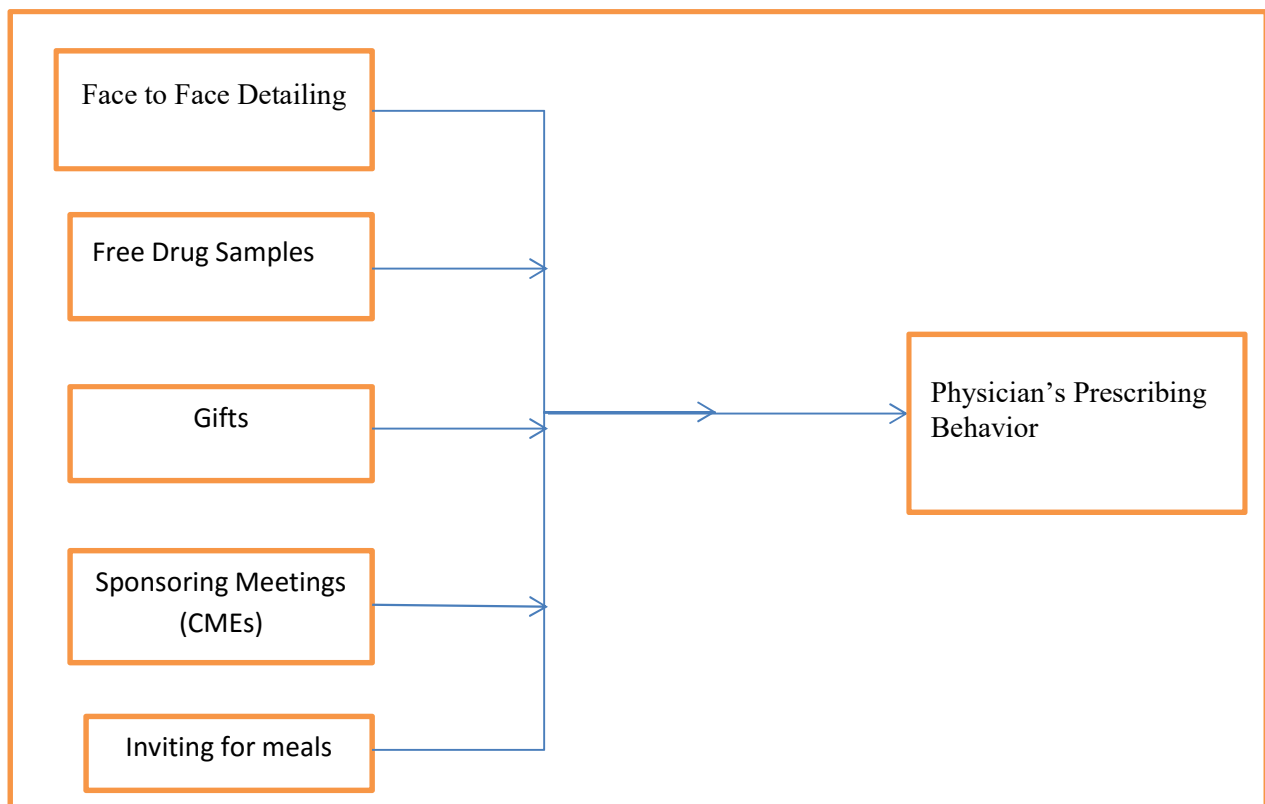 Face to Face Detailing
Free Drug Samples
Gifts
Physician’s Prescribing
Behavior
Sponsoring Meetings
(CMEs)
Inviting for meals